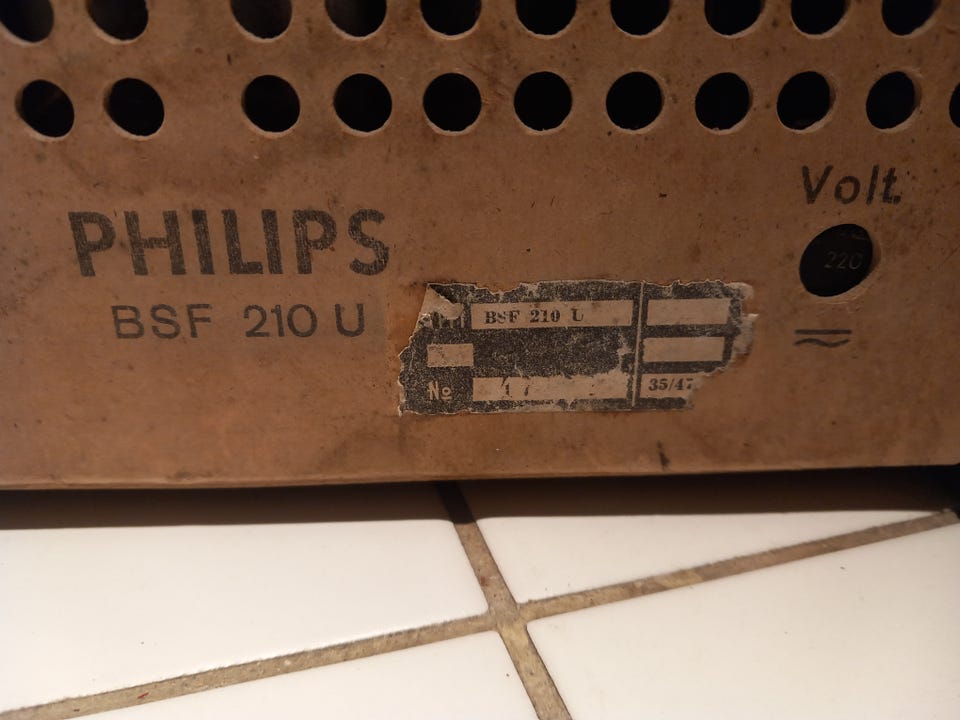 PHILIPS
BSF 210 U
Volt.
220
BSF 210 U
№
35/47